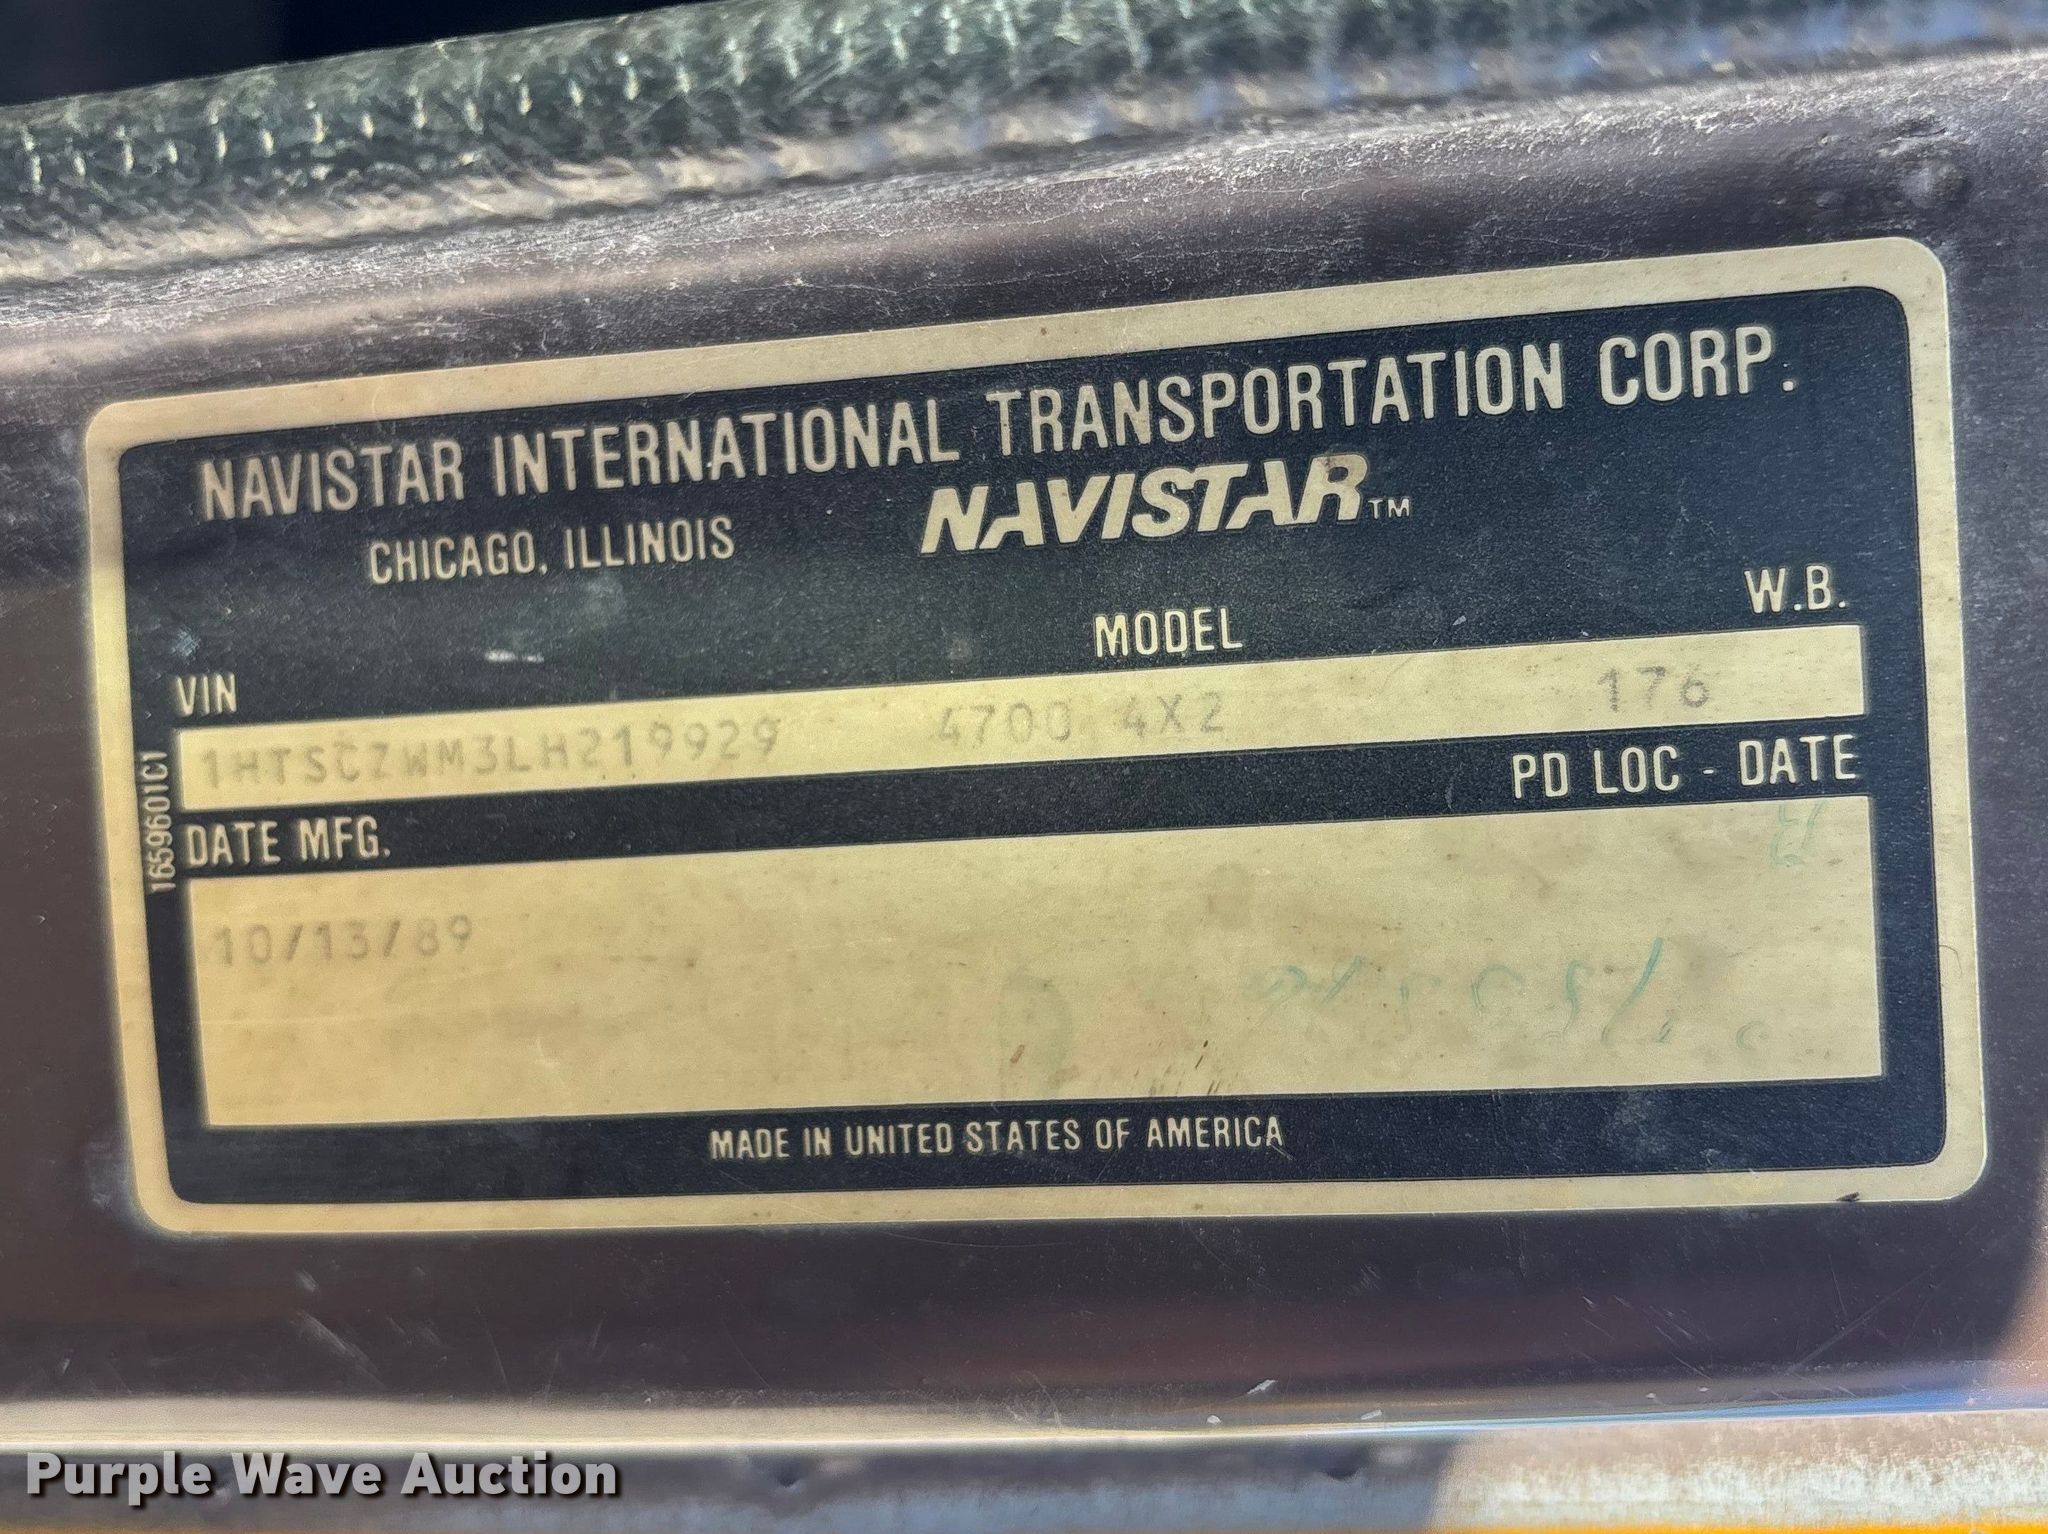 NAVISTAR INTERNATIONAL TRANSPORTATION CORP.
CHICAGO, ILLINOIS
NAVISTAR™
VIN
MODEL
W.B.
1HTSCZWM3LH219929 4700 4X2 176
1659601C1
DATE MFG.
PD LOC - DATE
10/13/89
MADE IN UNITED STATES OF AMERICA
Purple Wave Auction